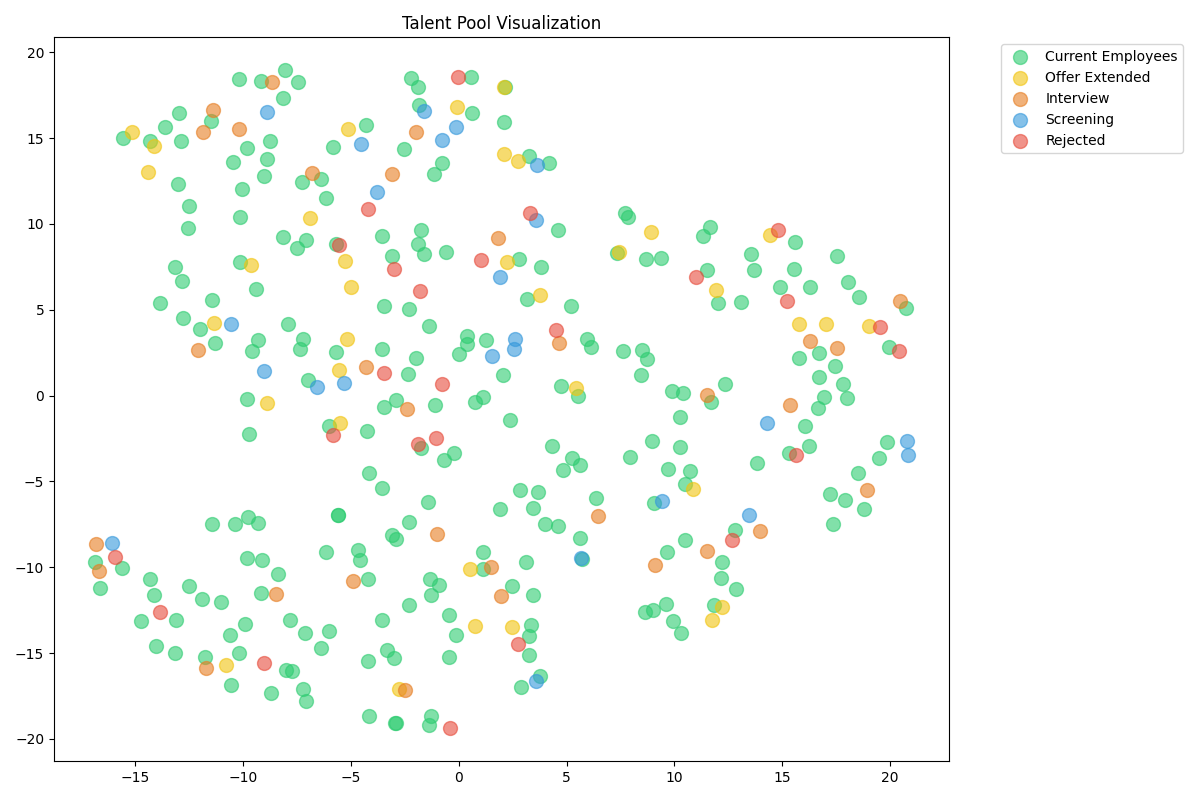 Talent Pool Visualization
Current Employees
Offer Extended
Interview
Screening
Rejected
20
15
10
5
0
−5
−10
−15
−20
−15 −10 −5 0 5 10 15 20